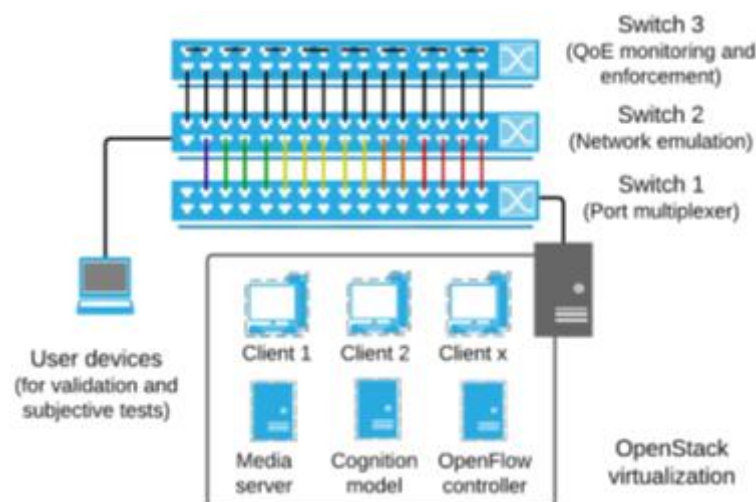 Switch 3
(QoE monitoring and
enforcement)
Switch 2
(Network emulation)
Switch 1
(Port multiplexer)
User devices
(for validation and
subjective tests)
Client 1
Client 2
Client x
Media
server
Cognition
model
OpenFlow
controller
OpenStack
virtualization